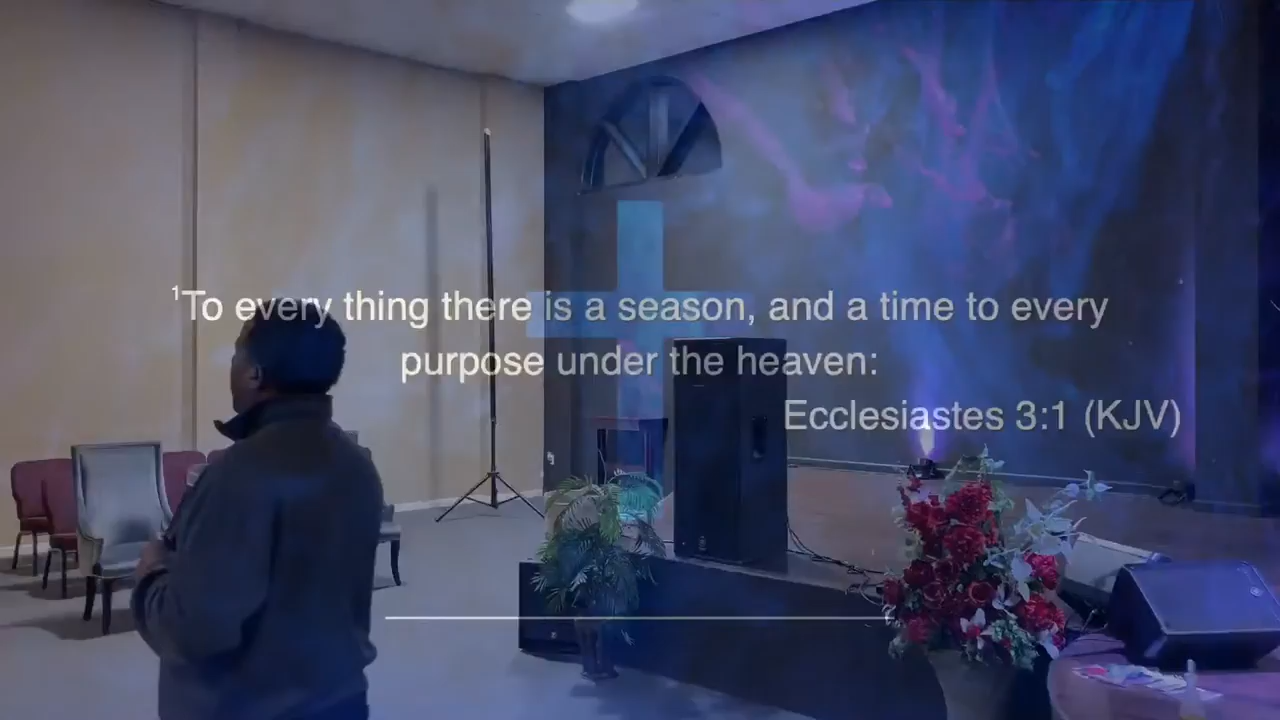 ¹To every thing there is a season, and a time to every
purpose under the heaven:
Ecclesiastes 3:1 (KJV)